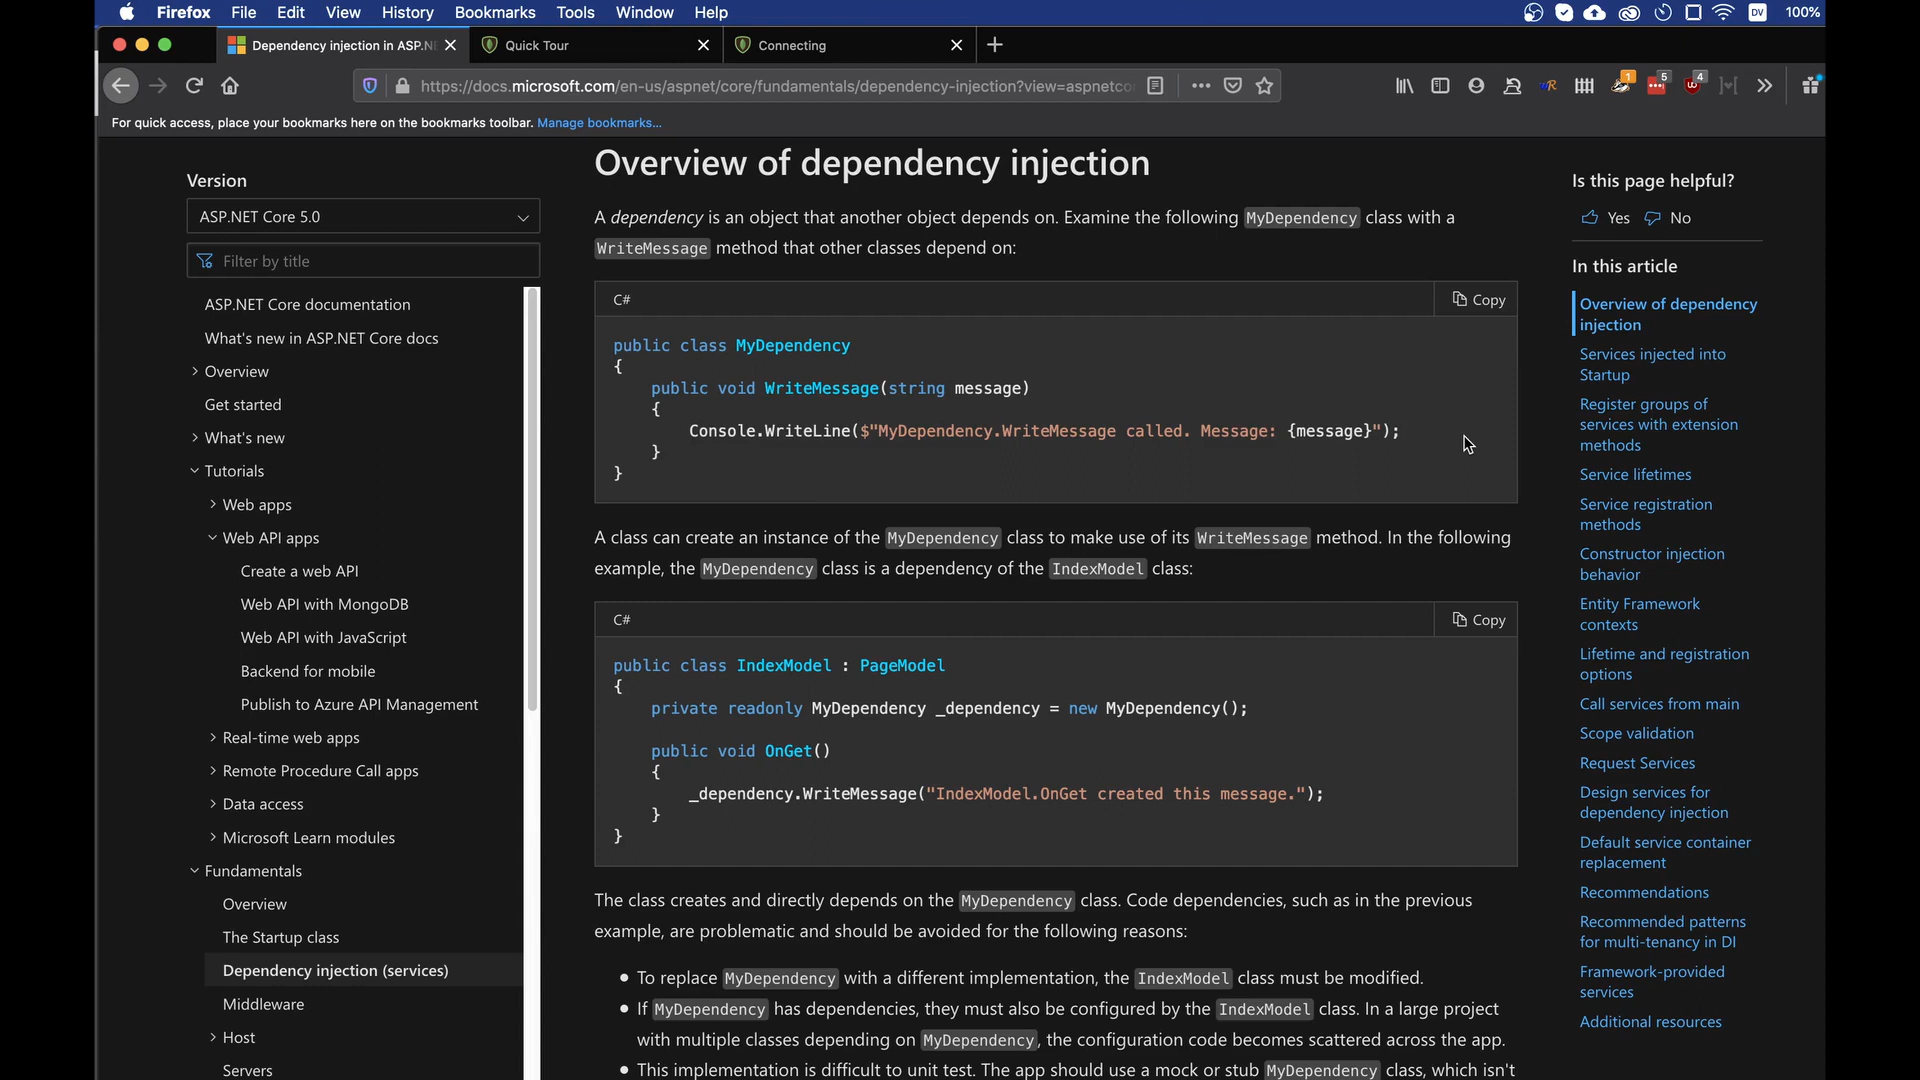 Firefox File Edit View History Bookmarks Tools Window Help DV 100%
Dependency injection in ASP.N Quick Tour Connecting
https://docs.microsoft.com/en-us/aspnet/core/fundamentals/dependency-injection?view=aspnetco 1 5 4
For quick access, place your bookmarks here on the bookmarks toolbar. Manage bookmarks...
Version
ASP.NET Core 5.0
Filter by title
ASP.NET Core documentation
What's new in ASP.NET Core docs
Overview
Get started
What's new
Tutorials
Web apps
Web API apps
Create a web API
Web API with MongoDB
Web API with JavaScript
Backend for mobile
Publish to Azure API Management
Real-time web apps
Remote Procedure Call apps
Data access
Microsoft Learn modules
Fundamentals
Overview
The Startup class
Dependency injection (services)
Middleware
Host
Servers
Overview of dependency injection
A dependency is an object that another object depends on. Examine the following MyDependency class with a
WriteMessage method that other classes depend on:
C# Copy
public class MyDependency
{
public void WriteMessage(string message)
{
Console.WriteLine($"MyDependency.WriteMessage called. Message: {message}");
}
}
A class can create an instance of the MyDependency class to make use of its WriteMessage method. In the following
example, the MyDependency class is a dependency of the IndexModel class:
C# Copy
public class IndexModel : PageModel
{
private readonly MyDependency _dependency = new MyDependency();
public void OnGet()
{
_dependency.WriteMessage("IndexModel.OnGet created this message.");
}
}
The class creates and directly depends on the MyDependency class. Code dependencies, such as in the previous
example, are problematic and should be avoided for the following reasons:
• To replace MyDependency with a different implementation, the IndexModel class must be modified.
• If MyDependency has dependencies, they must also be configured by the IndexModel class. In a large project
with multiple classes depending on MyDependency, the configuration code becomes scattered across the app.
• This implementation is difficult to unit test. The app should use a mock or stub MyDependency class, which isn't
Is this page helpful?
Yes No
In this article
Overview of dependency
injection
Services injected into
Startup
Register groups of
services with extension
methods
Service lifetimes
Service registration
methods
Constructor injection
behavior
Entity Framework
contexts
Lifetime and registration
options
Call services from main
Scope validation
Request Services
Design services for
dependency injection
Default service container
replacement
Recommendations
Recommended patterns
for multi-tenancy in DI
Framework-provided
services
Additional resources